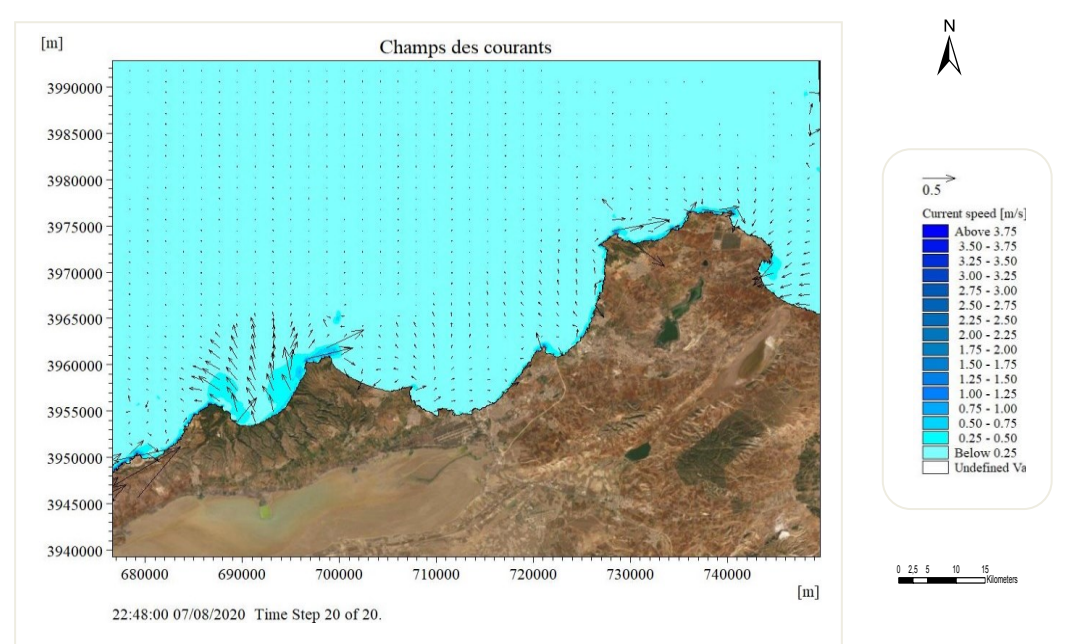 [m]
Champs des courants
N
3990000
3985000
3980000
3975000
3970000
3965000
3960000
3955000
3950000
3945000
3940000
680000 690000 700000 710000 720000 730000 740000
[m]
22:48:00 07/08/2020 Time Step 20 of 20.
0.5
Current speed [m/s]
Above 3.75
3.50 - 3.75
3.25 - 3.50
3.00 - 3.25
2.75 - 3.00
2.50 - 2.75
2.25 - 2.50
2.00 - 2.25
1.75 - 2.00
1.50 - 1.75
1.25 - 1.50
1.00 - 1.25
0.75 - 1.00
0.50 - 0.75
0.25 - 0.50
Below 0.25
Undefined Va
0 2.5 5 10 15
Kilometers